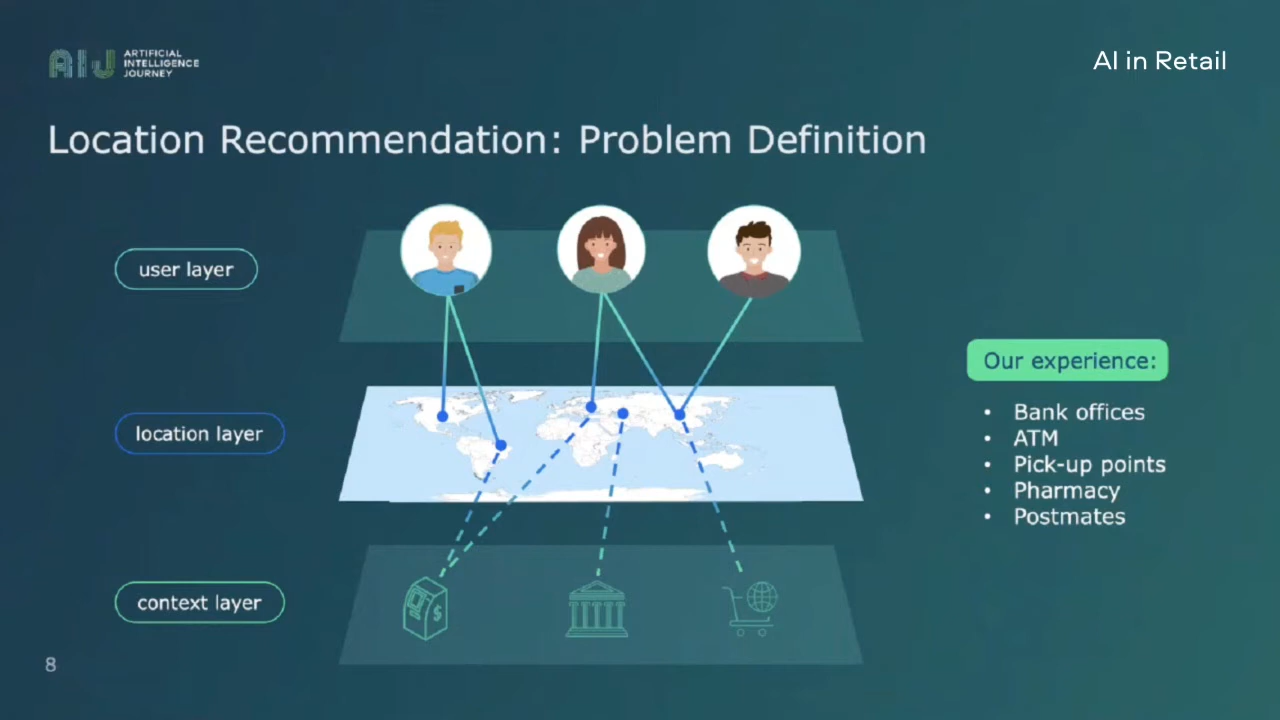 AIJ ARTIFICIAL
INTELLIGENCE
JOURNEY
AI in Retail
Location Recommendation: Problem Definition
user layer
location layer
context layer
$
Our experience:
• Bank offices
• ATM
• Pick-up points
• Pharmacy
• Postmates
8